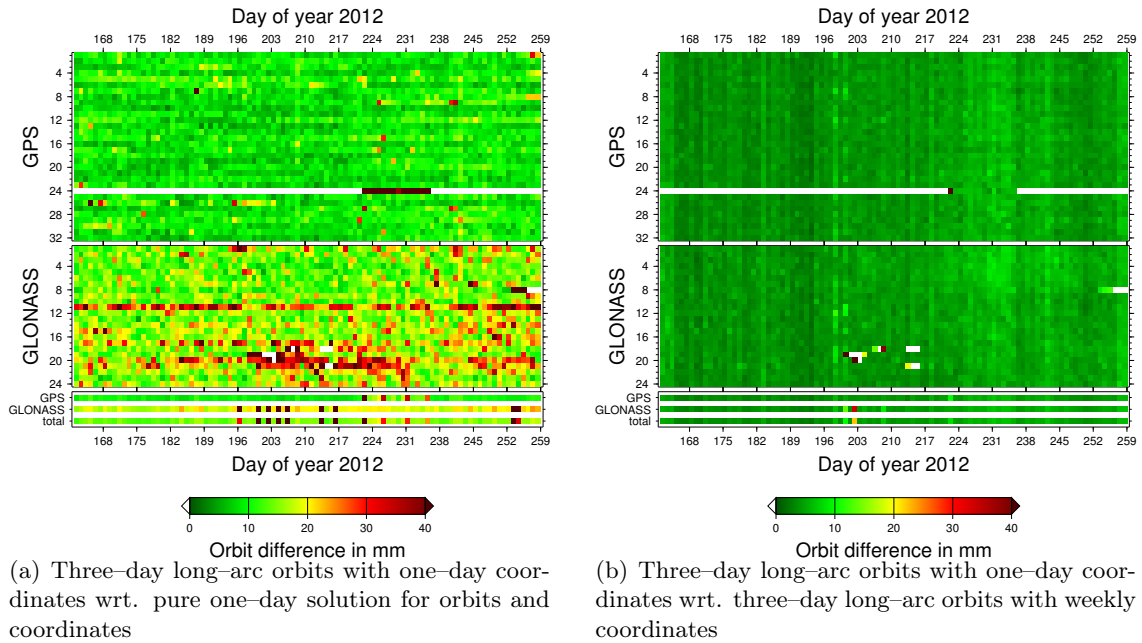 Day of year 2012
168 175 182 189 196 203 210 217 224 231 238 245 252 259
GPS
4
8
12
16
20
24
28
32
GLONASS
4
8
12
16
20
24
GPS
GLONASS
total
168 175 182 189 196 203 210 217 224 231 238 245 252 259
Day of year 2012
0 10 20 30 40
Orbit difference in mm
(a) Three–day long–arc orbits with one–day coor-
dinates wrt. pure one–day solution for orbits and
coordinates
Day of year 2012
168 175 182 189 196 203 210 217 224 231 238 245 252 259
GPS
4
8
12
16
20
24
28
32
GLONASS
4
8
12
16
20
24
GPS
GLONASS
total
168 175 182 189 196 203 210 217 224 231 238 245 252 259
Day of year 2012
0 10 20 30 40
Orbit difference in mm
(b) Three–day long–arc orbits with one–day coor-
dinates wrt. three–day long–arc orbits with weekly
coordinates